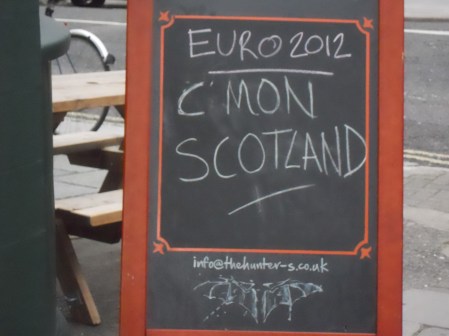 EURO 2012
C'MON
SCOTLAND
info@thehunter-s.co.uk